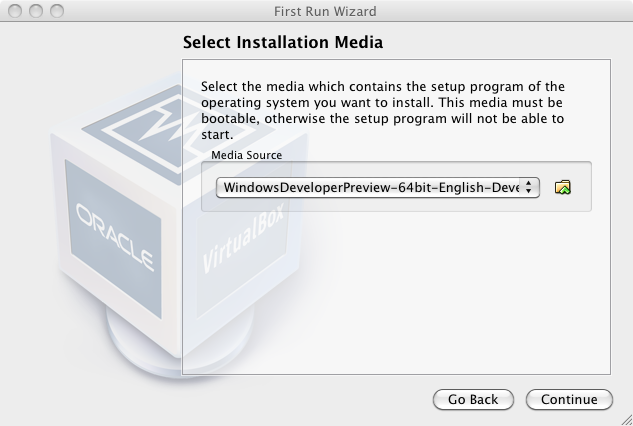 First Run Wizard
Select Installation Media
Select the media which contains the setup program of the
operating system you want to install. This media must be
bootable, otherwise the setup program will not be able to
start.
Media Source
WindowsDeveloperPreview-64bit-English-Deve
ORACLE
VirtualBox
Go Back
Continue